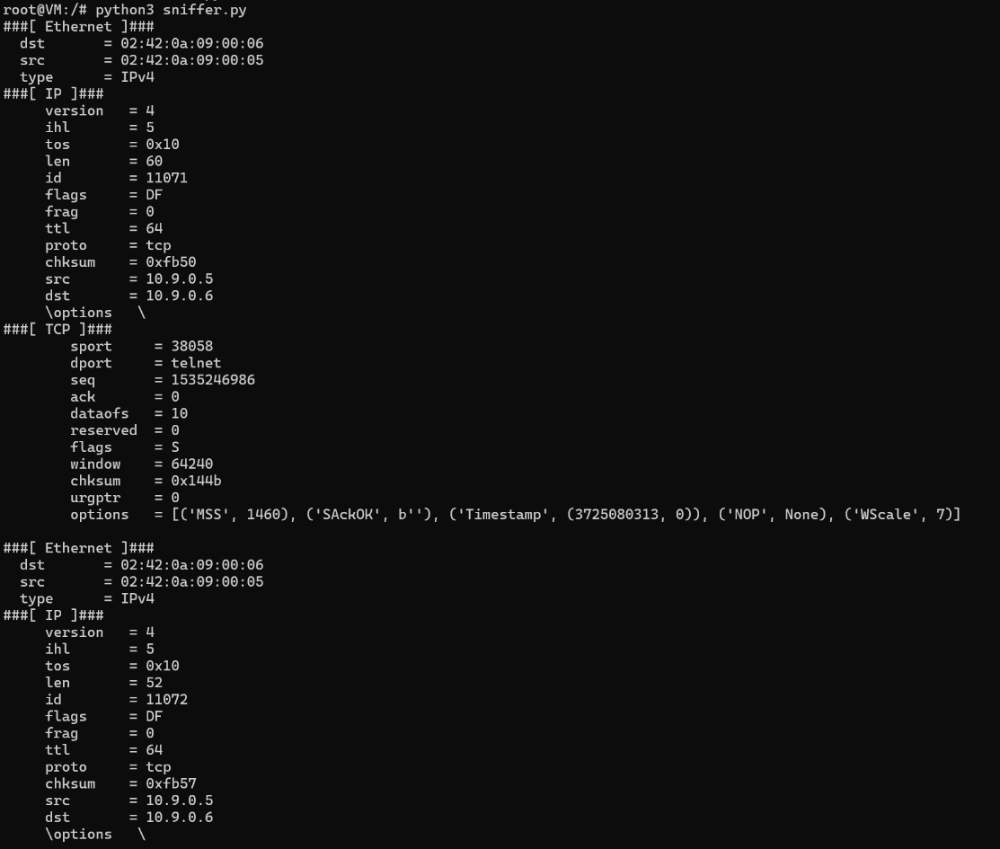 root@VM:/# python3 sniffer.py
###[ Ethernet ]###
  dst       = 02:42:0a:09:00:06
  src       = 02:42:0a:09:00:05
  type      = IPv4
###[ IP ]###
     version   = 4
     ihl       = 5
     tos       = 0x10
     len       = 60
     id        = 11071
     flags     = DF
     frag      = 0
     ttl       = 64
     proto     = tcp
     chksum    = 0xfb50
     src       = 10.9.0.5
     dst       = 10.9.0.6
     \options   \
###[ TCP ]###
        sport     = 38058
        dport     = telnet
        seq       = 1535246986
        ack       = 0
        dataofs   = 10
        reserved  = 0
        flags     = S
        window    = 64240
        chksum    = 0x144b
        urgptr    = 0
        options   = [('MSS', 1460), ('SAckOK', b''), ('Timestamp', (3725080313, 0)), ('NOP', None), ('WScale', 7)]

###[ Ethernet ]###
  dst       = 02:42:0a:09:00:06
  src       = 02:42:0a:09:00:05
  type      = IPv4
###[ IP ]###
     version   = 4
     ihl       = 5
     tos       = 0x10
     len       = 52
     id        = 11072
     flags     = DF
     frag      = 0
     ttl       = 64
     proto     = tcp
     chksum    = 0xfb57
     src       = 10.9.0.5
     dst       = 10.9.0.6
     \options   \